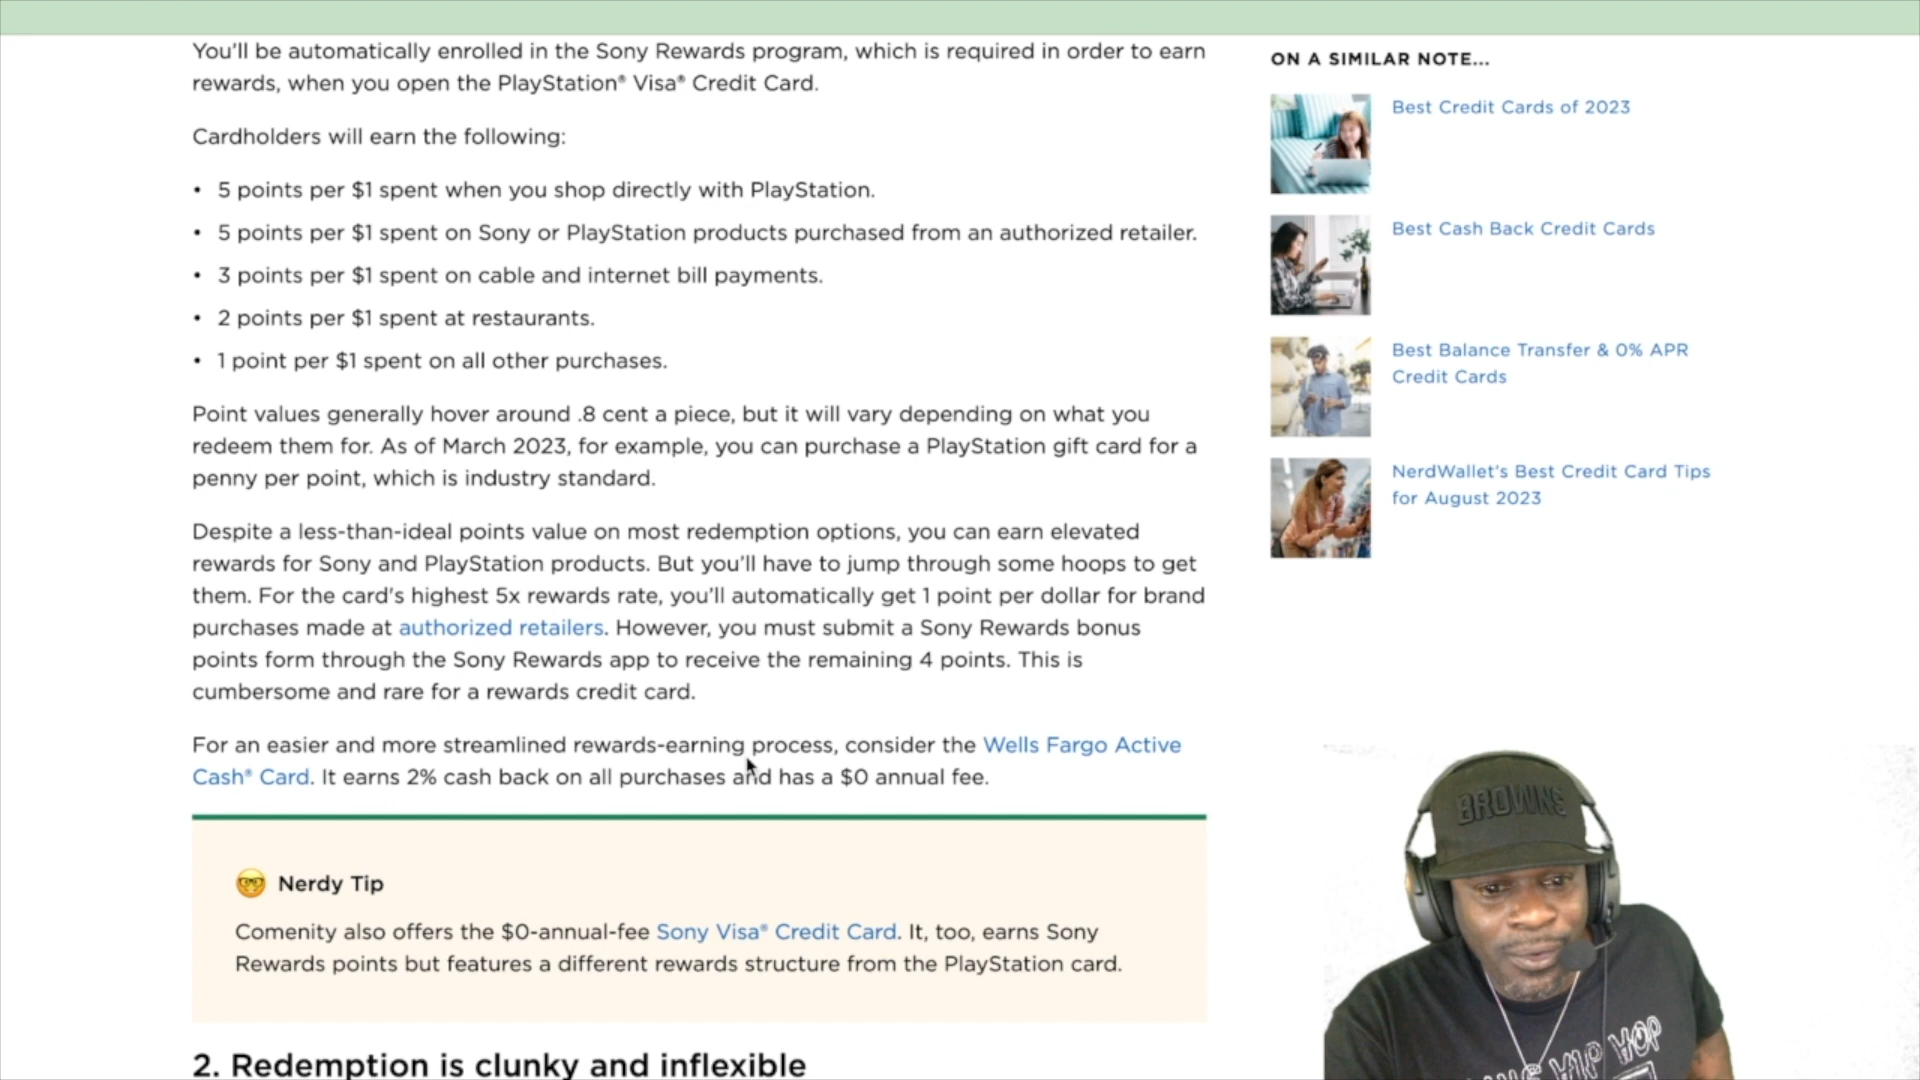 You'll be automatically enrolled in the Sony Rewards program, which is required in order to earn
rewards, when you open the PlayStation® Visa® Credit Card.
Cardholders will earn the following:
• 5 points per $1 spent when you shop directly with PlayStation.
• 5 points per $1 spent on Sony or PlayStation products purchased from an authorized retailer.
• 3 points per $1 spent on cable and internet bill payments.
• 2 points per $1 spent at restaurants.
• 1 point per $1 spent on all other purchases.
Point values generally hover around .8 cent a piece, but it will vary depending on what you
redeem them for. As of March 2023, for example, you can purchase a PlayStation gift card for a
penny per point, which is industry standard.
Despite a less-than-ideal points value on most redemption options, you can earn elevated
rewards for Sony and PlayStation products. But you'll have to jump through some hoops to get
them. For the card's highest 5x rewards rate, you'll automatically get 1 point per dollar for brand
purchases made at authorized retailers. However, you must submit a Sony Rewards bonus
points form through the Sony Rewards app to receive the remaining 4 points. This is
cumbersome and rare for a rewards credit card.
For an easier and more streamlined rewards-earning process, consider the Wells Fargo Active
Cash® Card. It earns 2% cash back on all purchases and has a $0 annual fee.
Nerdy Tip
Comenity also offers the $0-annual-fee Sony Visa® Credit Card. It, too, earns Sony
Rewards points but features a different rewards structure from the PlayStation card.
2. Redemption is clunky and inflexible
ON A SIMILAR NOTE...
Best Credit Cards of 2023
Best Cash Back Credit Cards
Best Balance Transfer & 0% APR
Credit Cards
NerdWallet's Best Credit Card Tips
for August 2023
BROWNS
HIP HOP